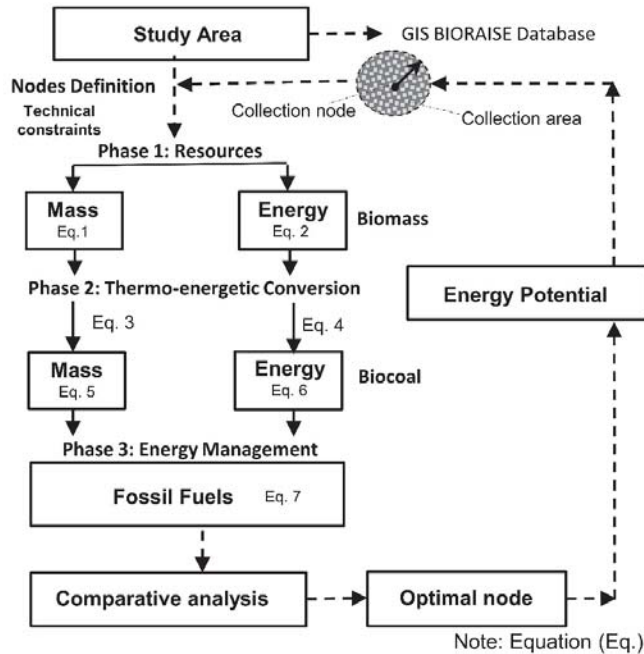 Study Area
GIS BIORAISE Database
Nodes Definition
Technical
constraints
Collection node
Collection area
Phase 1: Resources
Mass
Eq.1
Energy
Eq. 2
Biomass
Phase 2: Thermo-energetic Conversion
Energy Potential
Eq. 3
Eq. 4
Mass
Eq. 5
Energy
Eq. 6
Biocoal
Phase 3: Energy Management
Fossil Fuels Eq. 7
Comparative analysis
Optimal node
Note: Equation (Eq.)